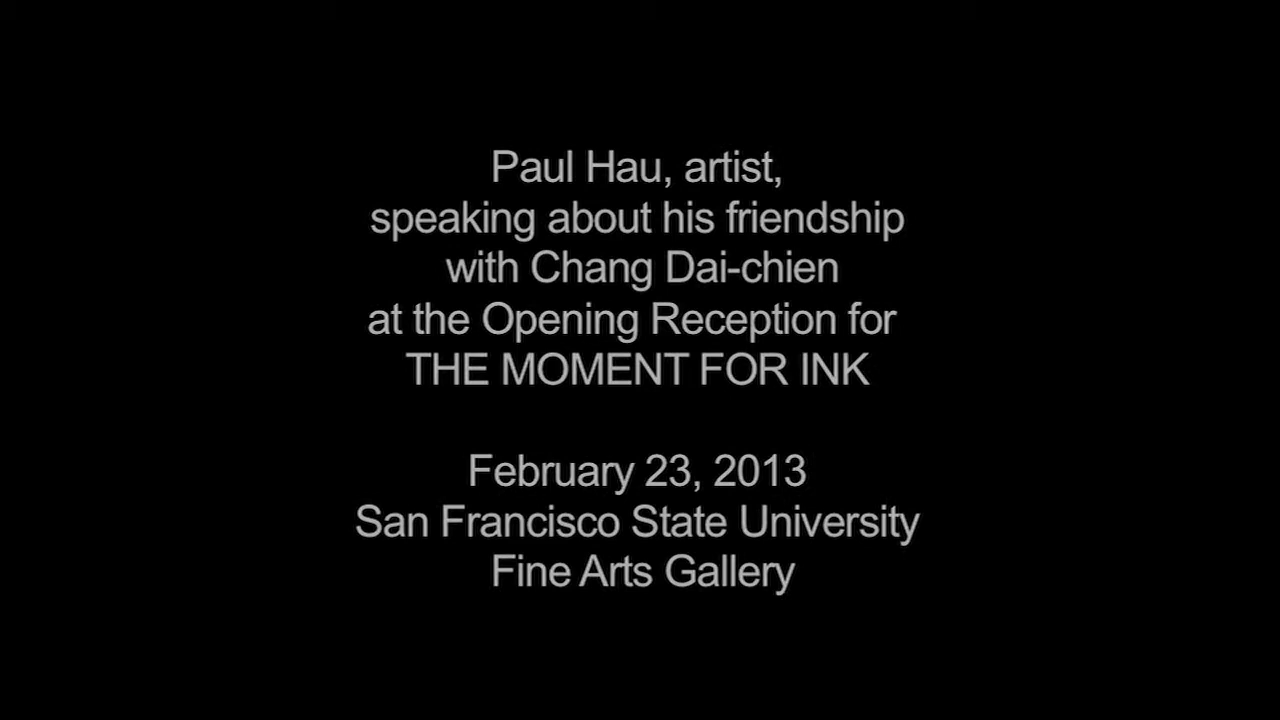 Paul Hau, artist,
speaking about his friendship
with Chang Dai-chien
at the Opening Reception for
THE MOMENT FOR INK
February 23, 2013
San Francisco State University
Fine Arts Gallery